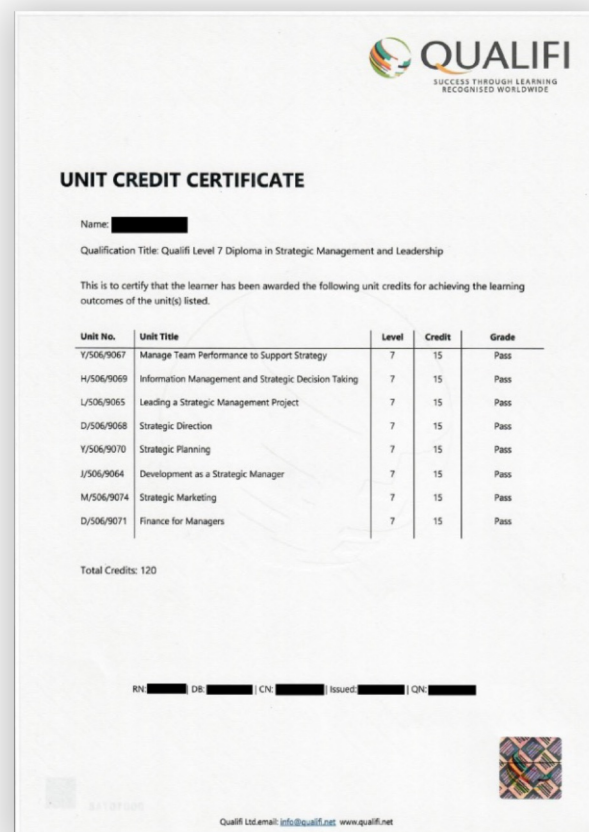 QUALIFI
SUCCESS THROUGH LEARNING
RECOGNISED WORLDWIDE
UNIT CREDIT CERTIFICATE
Name:
Qualification Title: Qualifi Level 7 Diploma in Strategic Management and Leadership
This is to certify that the learner has been awarded the following unit credits for achieving the learning
outcomes of the unit(s) listed.
Unit No. Unit Title Level Credit Grade
Y/506/9067 Manage Team Performance to Support Strategy 7 15 Pass
H/506/9069 Information Management and Strategic Decision Taking 7 15 Pass
L/506/9065 Leading a Strategic Management Project 7 15 Pass
D/506/9068 Strategic Direction 7 15 Pass
Y/506/9070 Strategic Planning 7 15 Pass
J/506/9064 Development as a Strategic Manager 7 15 Pass
M/506/9074 Strategic Marketing 7 15 Pass
D/506/9071 Finance for Managers 7 15 Pass
Total Credits: 120
RN: | DB: | CN: | Issued: | QN:
Qualifi Ltd.email: info@qualifi.net www.qualifi.net